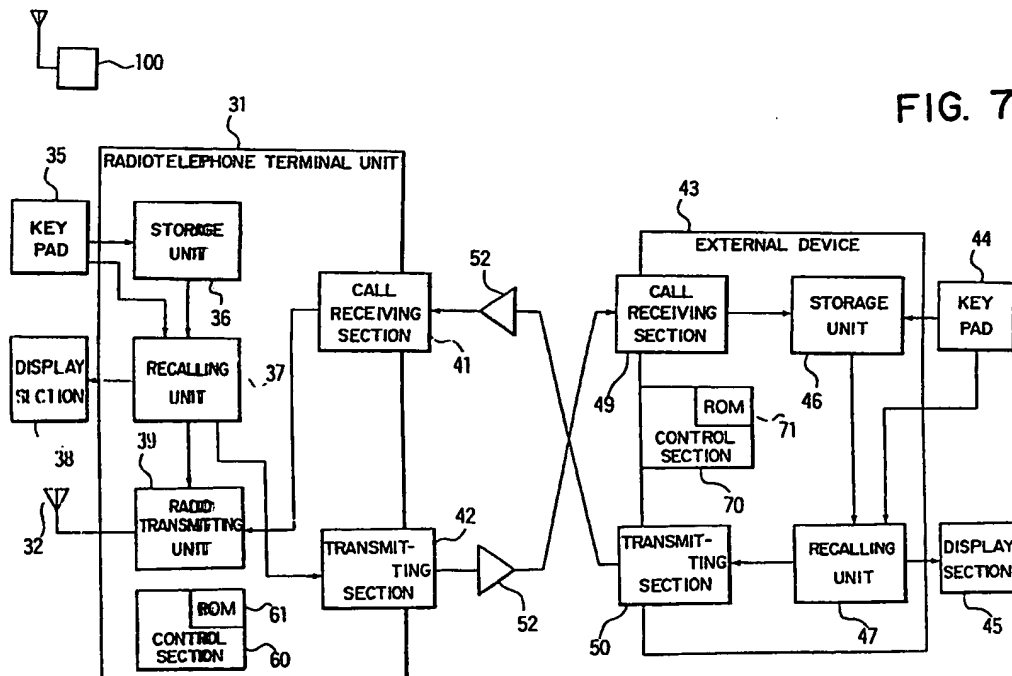 100
FIG. 7
31
RADIOTELEPHONE TERMINAL UNIT
35
KEY
PAD
STORAGE
UNIT
36
CALL
RECEIVING
SECTION
41
52
43
EXTERNAL DEVICE
CALL
RECEIVING
SECTION
49
STORAGE
UNIT
46
44
KEY
PAD
DISPLAY
SECTION
38
RECALLING
UNIT
37
39
RADIO
TRANSMITTING
UNIT
32
ROM
61
CONTROL
SECTION
60
42
TRANSMIT-
TING
SECTION
52
ROM
71
CONTROL
SECTION
70
TRANSMIT-
TING
SECTION
50
RECALLING
UNIT
47
DISPLAY
SECTION
45